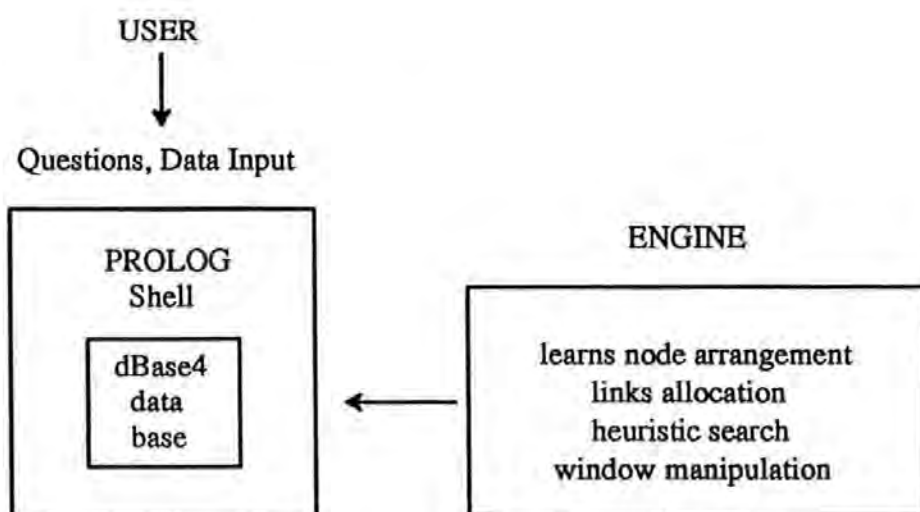 USER
Questions, Data Input
PROLOG
Shell
dBase4
data
base
ENGINE
learns node arrangement
links allocation
heuristic search
window manipulation